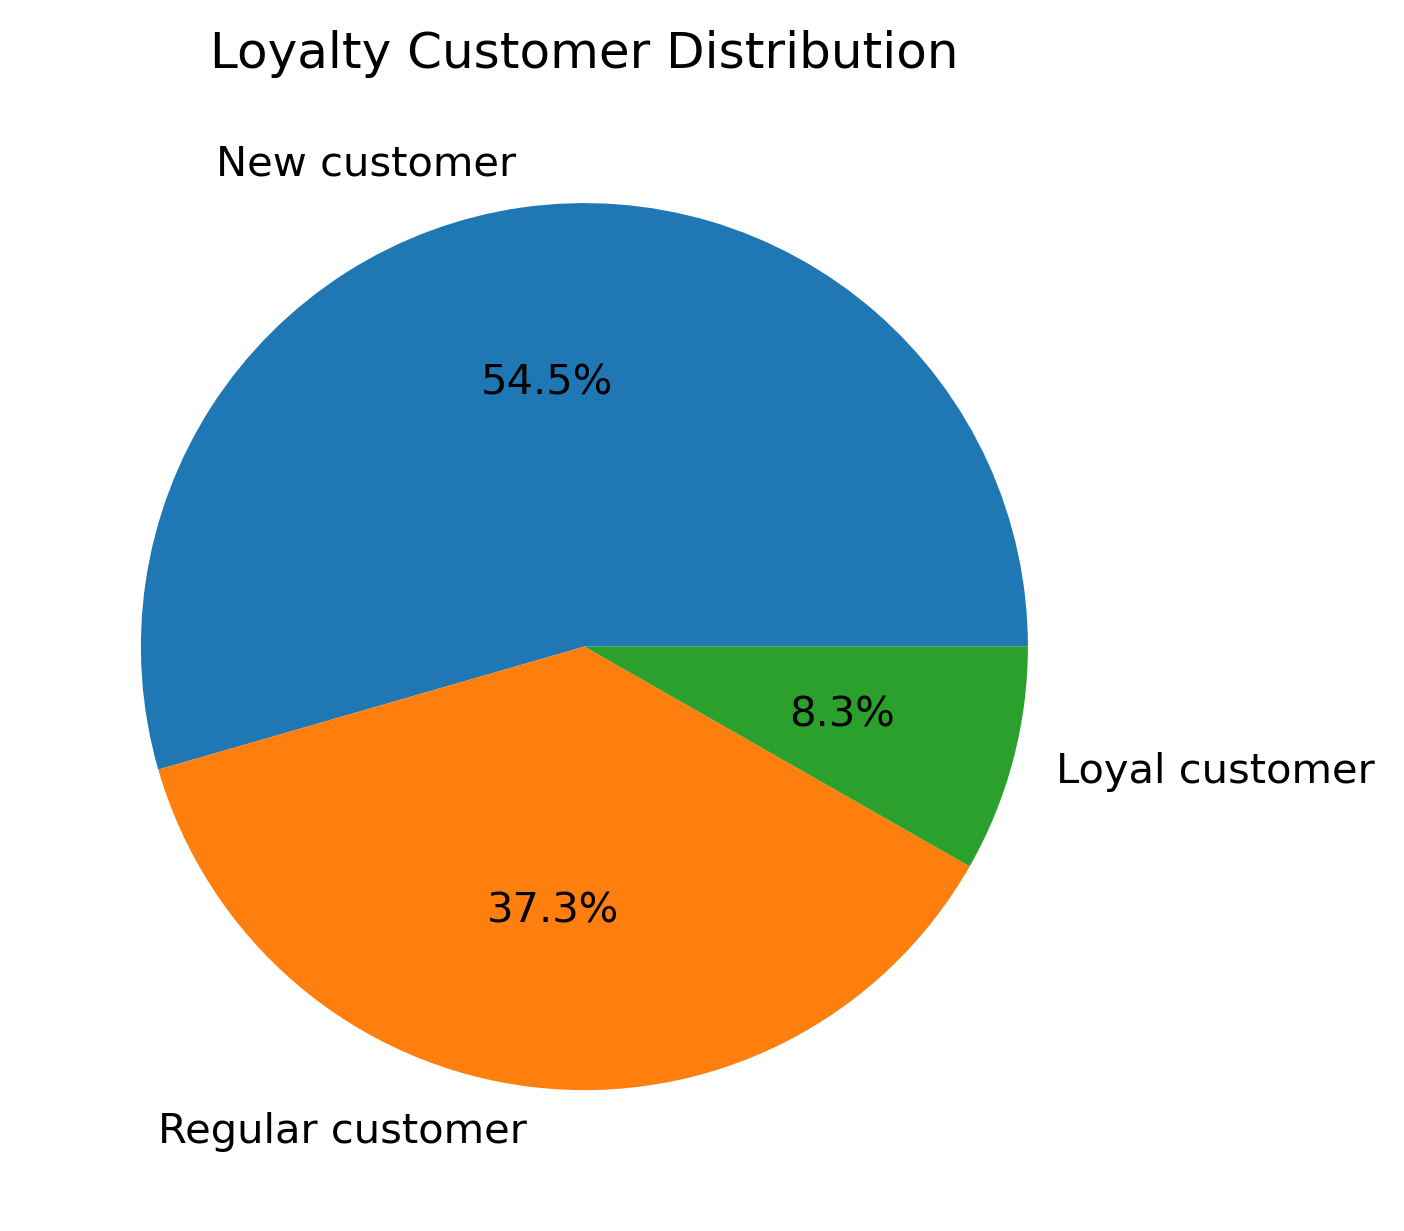 Loyalty Customer Distribution
New customer
54.5%
8.3%
Loyal customer
37.3%
Regular customer